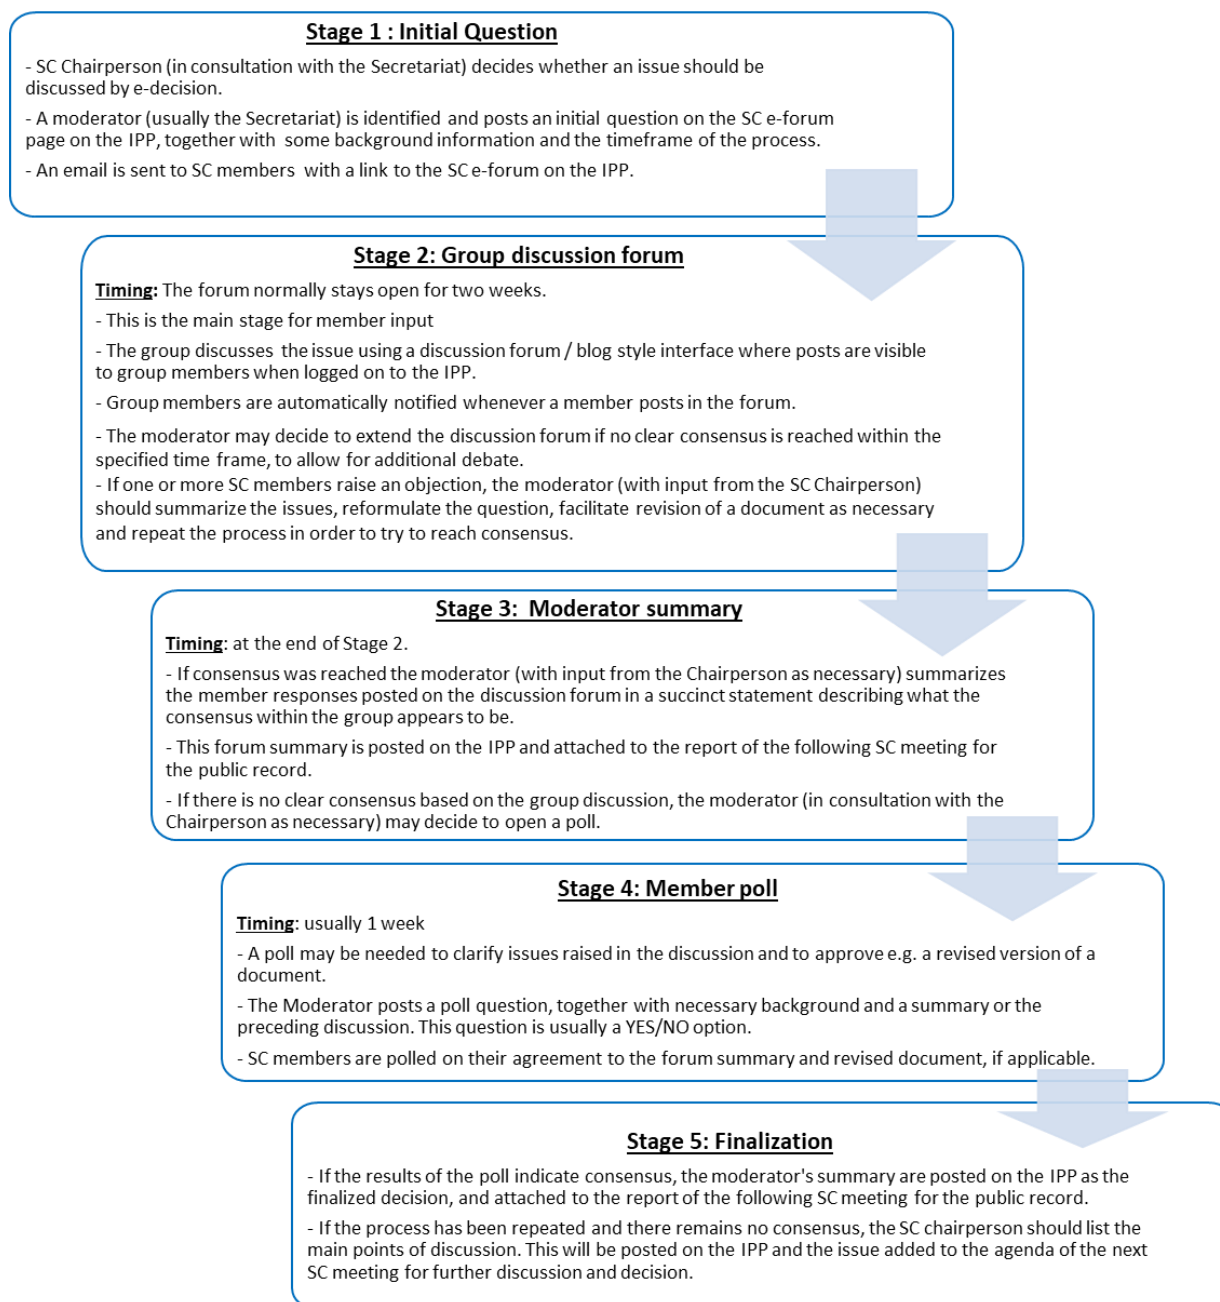 Stage 1 : Initial Question
- SC Chairperson (in consultation with the Secretariat) decides whether an issue should be
discussed by e-decision.
- A moderator (usually the Secretariat) is identified and posts an initial question on the SC e-forum
page on the IPP, together with some background information and the timeframe of the process.
- An email is sent to SC members with a link to the SC e-forum on the IPP.
Stage 2: Group discussion forum
Timing: The forum normally stays open for two weeks.
- This is the main stage for member input
- The group discusses the issue using a discussion forum / blog style interface where posts are visible
to group members when logged on to the IPP.
- Group members are automatically notified whenever a member posts in the forum.
- The moderator may decide to extend the discussion forum if no clear consensus is reached within the
specified time frame, to allow for additional debate.
- If one or more SC members raise an objection, the moderator (with input from the SC Chairperson)
should summarize the issues, reformulate the question, facilitate revision of a document as necessary
and repeat the process in order to try to reach consensus.
Stage 3: Moderator summary
Timing: at the end of Stage 2.
- If consensus was reached the moderator (with input from the Chairperson as necessary) summarizes
the member responses posted on the discussion forum in a succinct statement describing what the
consensus within the group appears to be.
- This forum summary is posted on the IPP and attached to the report of the following SC meeting for
the public record.
- If there is no clear consensus based on the group discussion, the moderator (in consultation with the
Chairperson as necessary) may decide to open a poll.
Stage 4: Member poll
Timing: usually 1 week
- A poll may be needed to clarify issues raised in the discussion and to approve e.g. a revised version of a
document.
- The Moderator posts a poll question, together with necessary background and a summary or the
preceding discussion. This question is usually a YES/NO option.
- SC members are polled on their agreement to the forum summary and revised document, if applicable.
Stage 5: Finalization
- If the results of the poll indicate consensus, the moderator's summary are posted on the IPP as the
finalized decision, and attached to the report of the following SC meeting for the public record.
- If the process has been repeated and there remains no consensus, the SC chairperson should list the
main points of discussion. This will be posted on the IPP and the issue added to the agenda of the next
SC meeting for further discussion and decision.